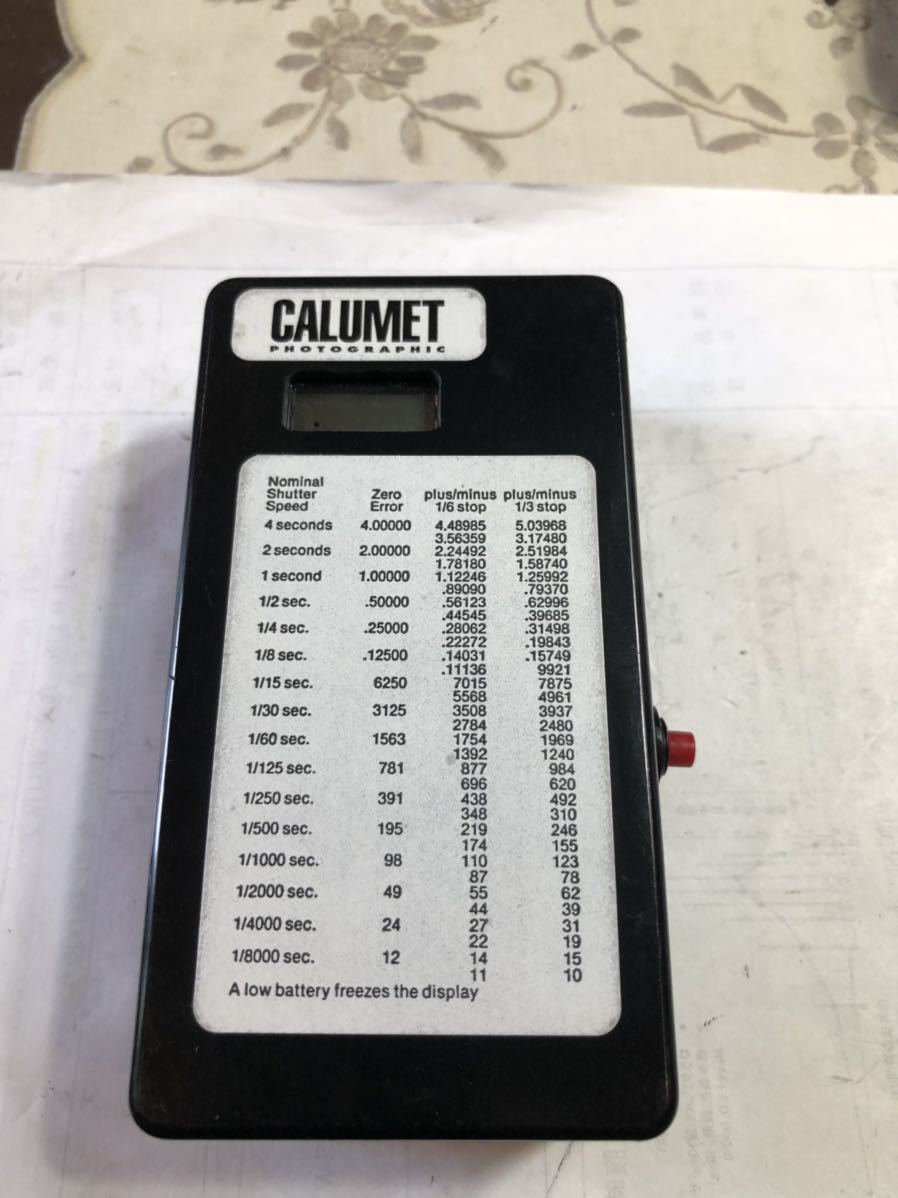 CALUMET
PHOTOGRAPHIC
Nominal
Shutter Zero plus/minus plus/minus
Speed Error 1/6 stop 1/3 stop
4 seconds 4.00000 4.48985 5.03968
3.56359 3.17480
2 seconds 2.00000 2.24492 2.51984
1.78180 1.58740
1 second 1.00000 1.12246 1.25992
.89090 .79370
1/2 sec. .50000 .56123 .62996
.44545 .39685
1/4 sec. .25000 .28062 .31498
.22272 .19843
1/8 sec. .12500 .14031 .15749
.11136 9921
1/15 sec. 6250 7015 7875
5568 4961
1/30 sec. 3125 3508 3937
2784 2480
1/60 sec. 1563 1754 1969
1392 1240
1/125 sec. 781 877 984
696 620
1/250 sec. 391 438 492
348 310
1/500 sec. 195 219 246
174 155
1/1000 sec. 98 110 123
87 78
1/2000 sec. 49 55 62
44 39
1/4000 sec. 24 27 31
22 19
1/8000 sec. 12 14 15
11 10
A low battery freezes the display